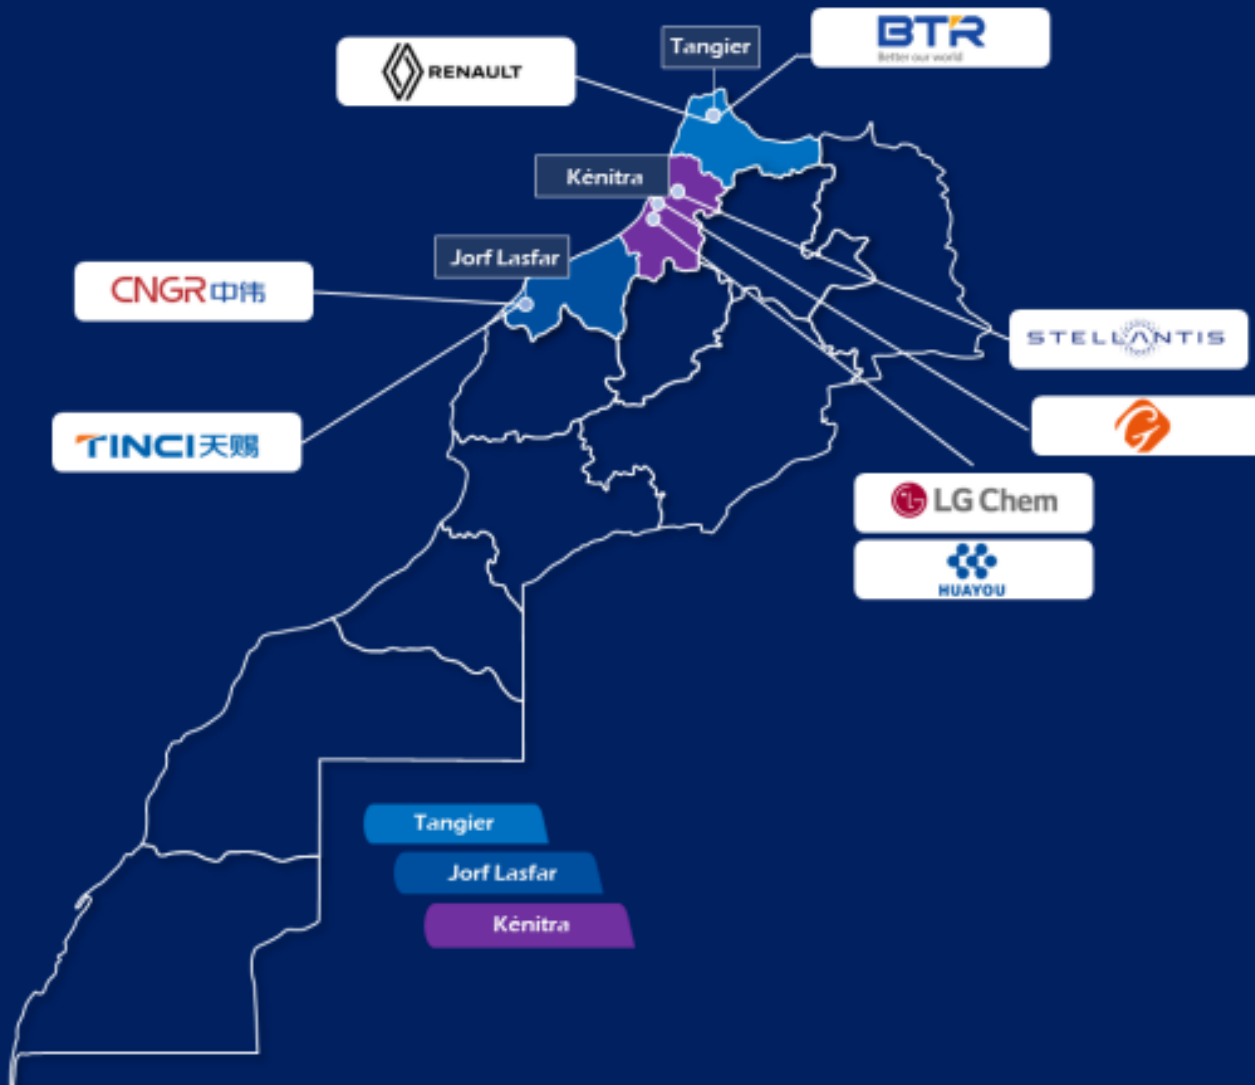 Tangier
BTR
Better our world
RENAULT
Kénitra
Jorf Lasfar
CNGR中伟
STELLANTIS
TINCI天赐
LG Chem
HUAYOU
Tangier
Jorf Lasfar
Kénitra